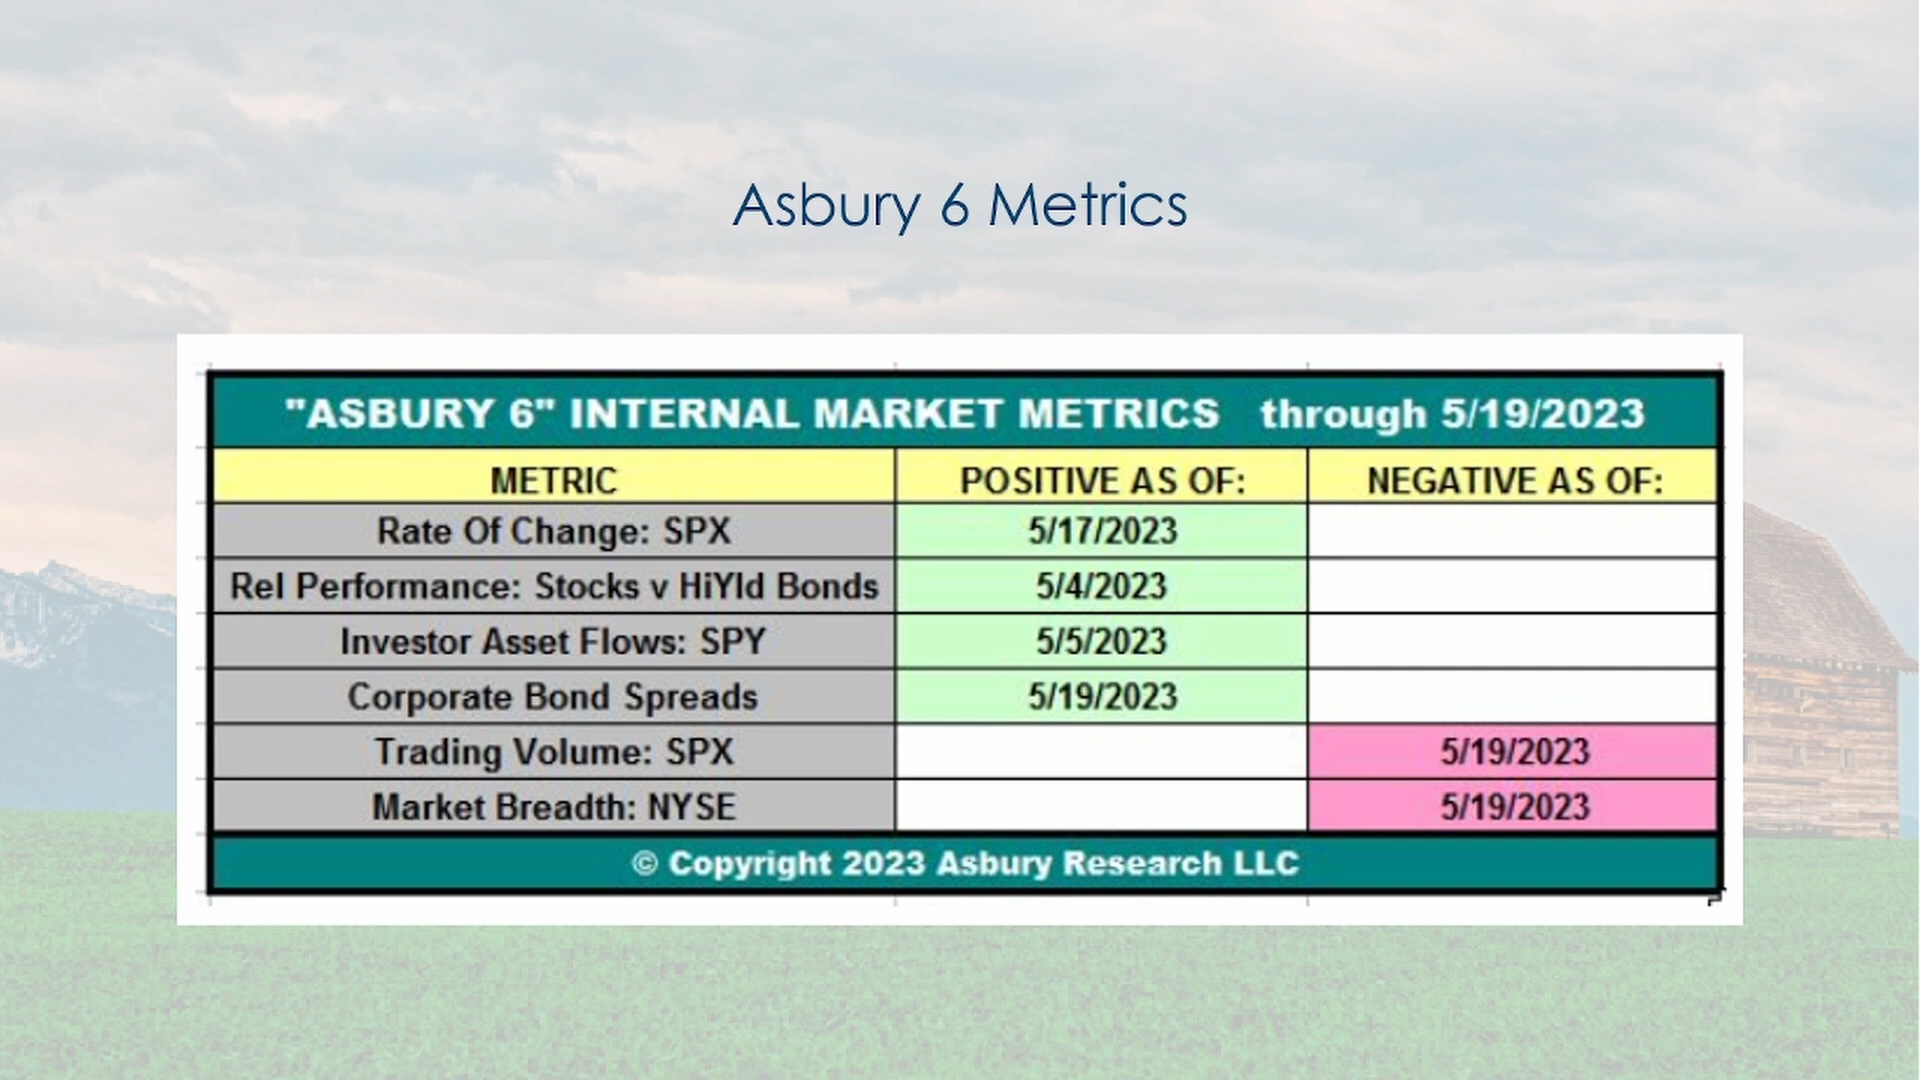 Asbury 6 Metrics
"ASBURY 6" INTERNAL MARKET METRICS through 5/19/2023
METRIC POSITIVE AS OF: NEGATIVE AS OF:
Rate Of Change: SPX 5/17/2023
Rel Performance: Stocks v HiYld Bonds 5/4/2023
Investor Asset Flows: SPY 5/5/2023
Corporate Bond Spreads 5/19/2023
Trading Volume: SPX 5/19/2023
Market Breadth: NYSE 5/19/2023
© Copyright 2023 Asbury Research LLC